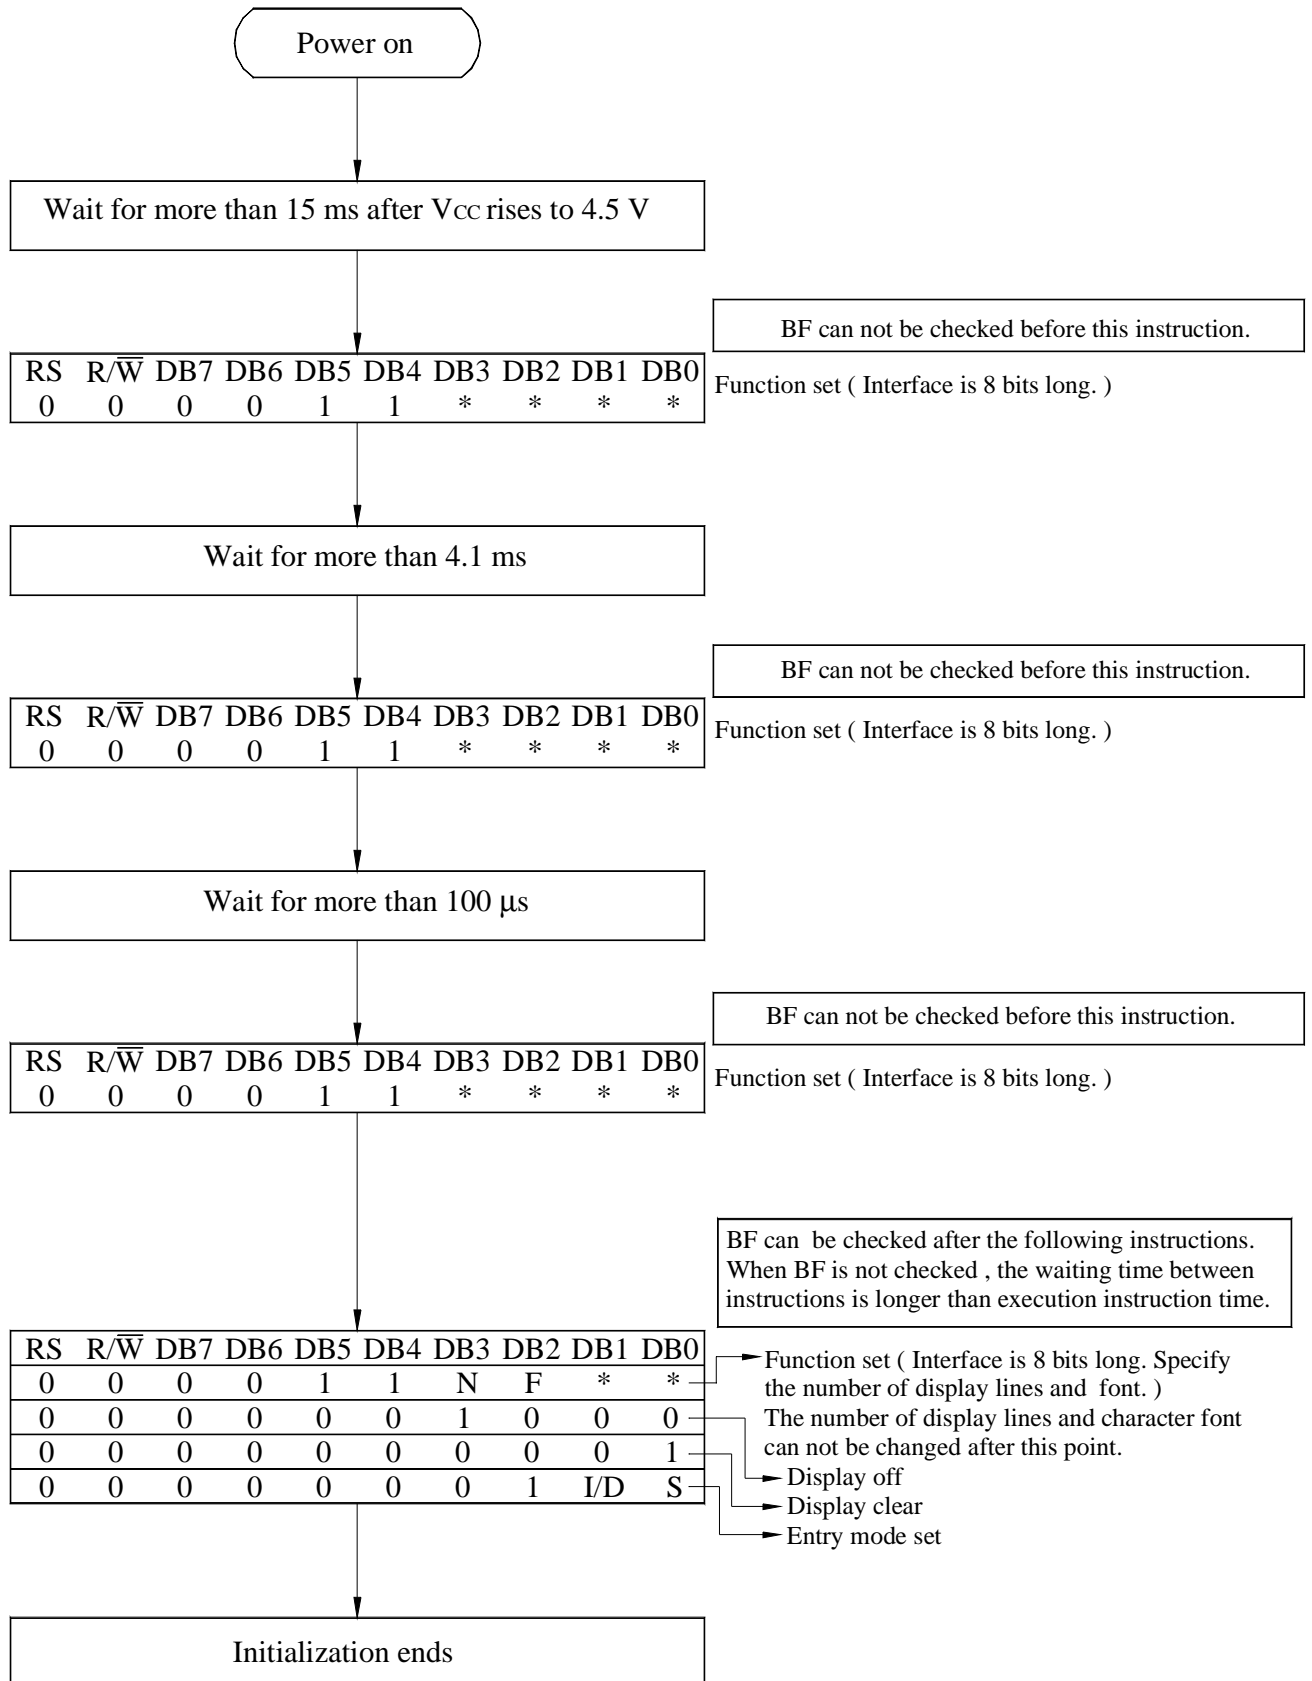 Power on
Wait for more than 15 ms after VCC rises to 4.5 V
BF can not be checked before this instruction.
RS R/W̅ DB7 DB6 DB5 DB4 DB3 DB2 DB1 DB0
0 0 0 0 1 1 * * * *
Function set ( Interface is 8 bits long. )
Wait for more than 4.1 ms
BF can not be checked before this instruction.
RS R/W̅ DB7 DB6 DB5 DB4 DB3 DB2 DB1 DB0
0 0 0 0 1 1 * * * *
Function set ( Interface is 8 bits long. )
Wait for more than 100 μs
BF can not be checked before this instruction.
RS R/W̅ DB7 DB6 DB5 DB4 DB3 DB2 DB1 DB0
0 0 0 0 1 1 * * * *
Function set ( Interface is 8 bits long. )
BF can be checked after the following instructions.
When BF is not checked , the waiting time between
instructions is longer than execution instruction time.
RS R/W̅ DB7 DB6 DB5 DB4 DB3 DB2 DB1 DB0
0 0 0 0 1 1 N F * *
0 0 0 0 0 0 1 0 0 0
0 0 0 0 0 0 0 0 0 1
0 0 0 0 0 0 0 1 I/D S
Function set ( Interface is 8 bits long. Specify
the number of display lines and font. )
The number of display lines and character font
can not be changed after this point.
Display off
Display clear
Entry mode set
Initialization ends